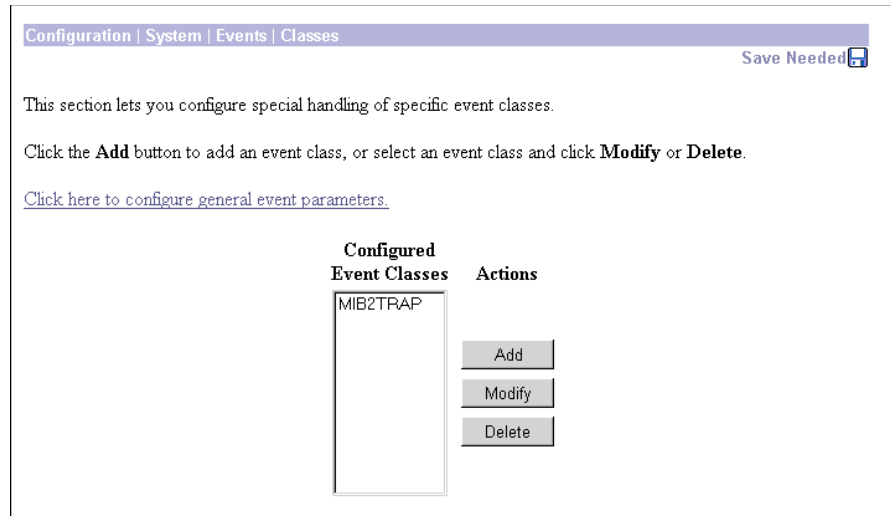 Configuration | System | Events | Classes
Save Needed
This section lets you configure special handling of specific event classes.
Click the Add button to add an event class, or select an event class and click Modify or Delete.
Click here to configure general event parameters.
Configured
Event Classes Actions
MIB2TRAP
Add
Modify
Delete